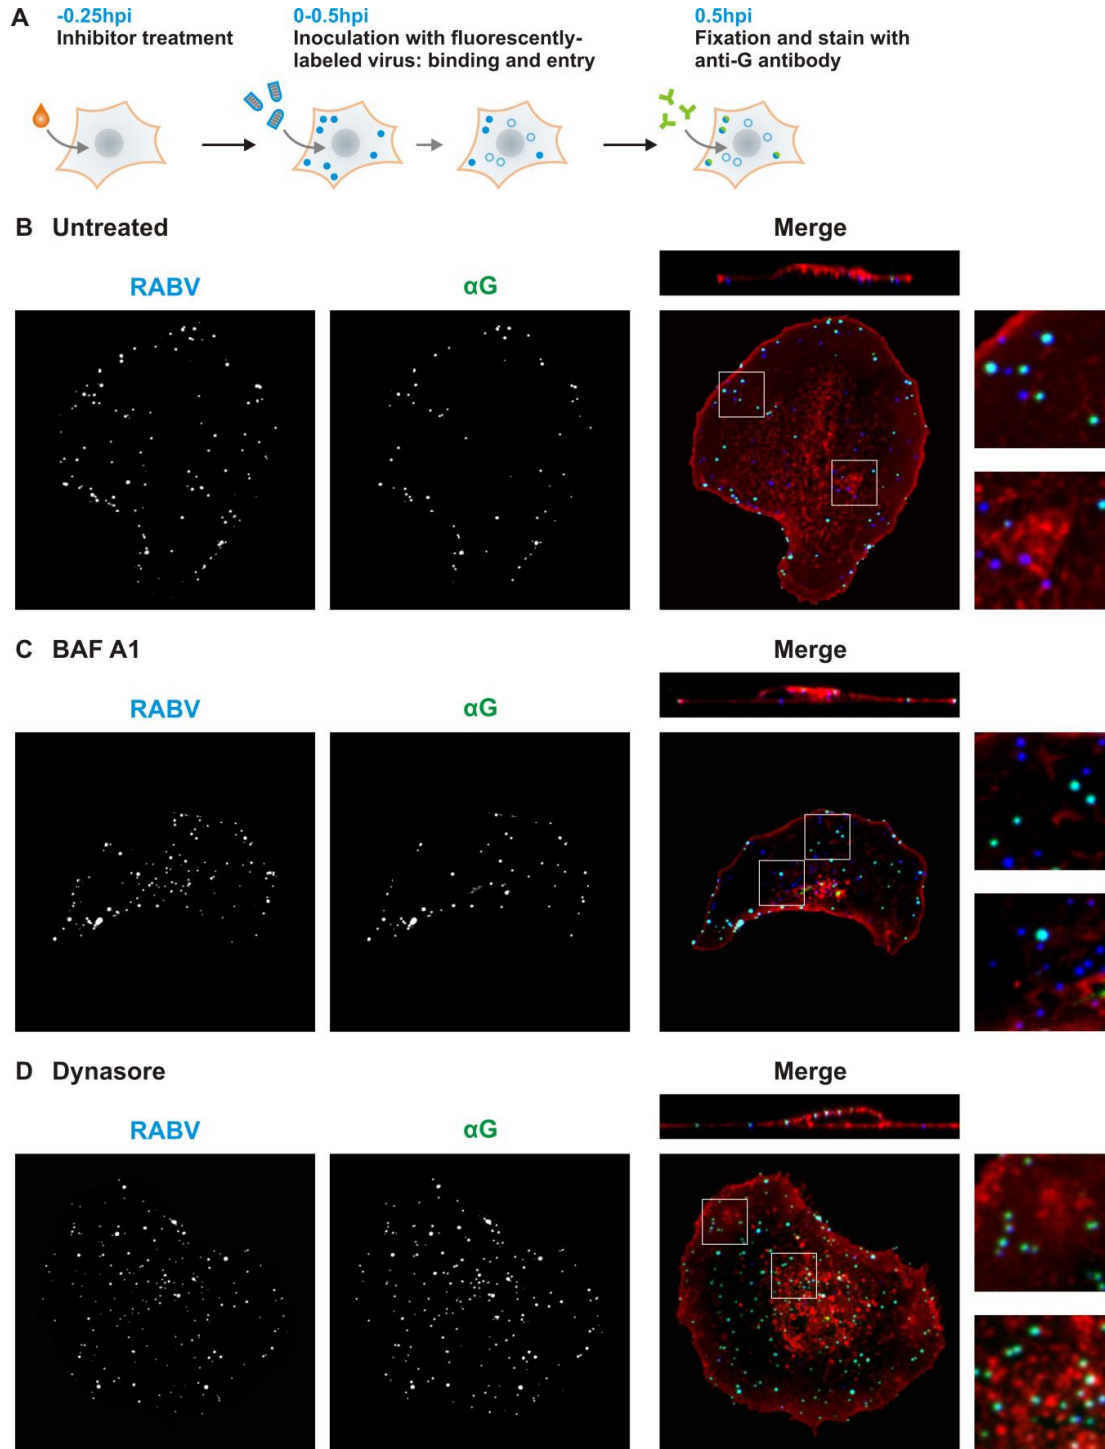 A
-0.25hpi
Inhibitor treatment
0-0.5hpi
Inoculation with fluorescently-
labeled virus: binding and entry
0.5hpi
Fixation and stain with
anti-G antibody
B Untreated
Merge
RABV
αG
C BAF A1
Merge
RABV
αG
D Dynasore
Merge
RABV
αG